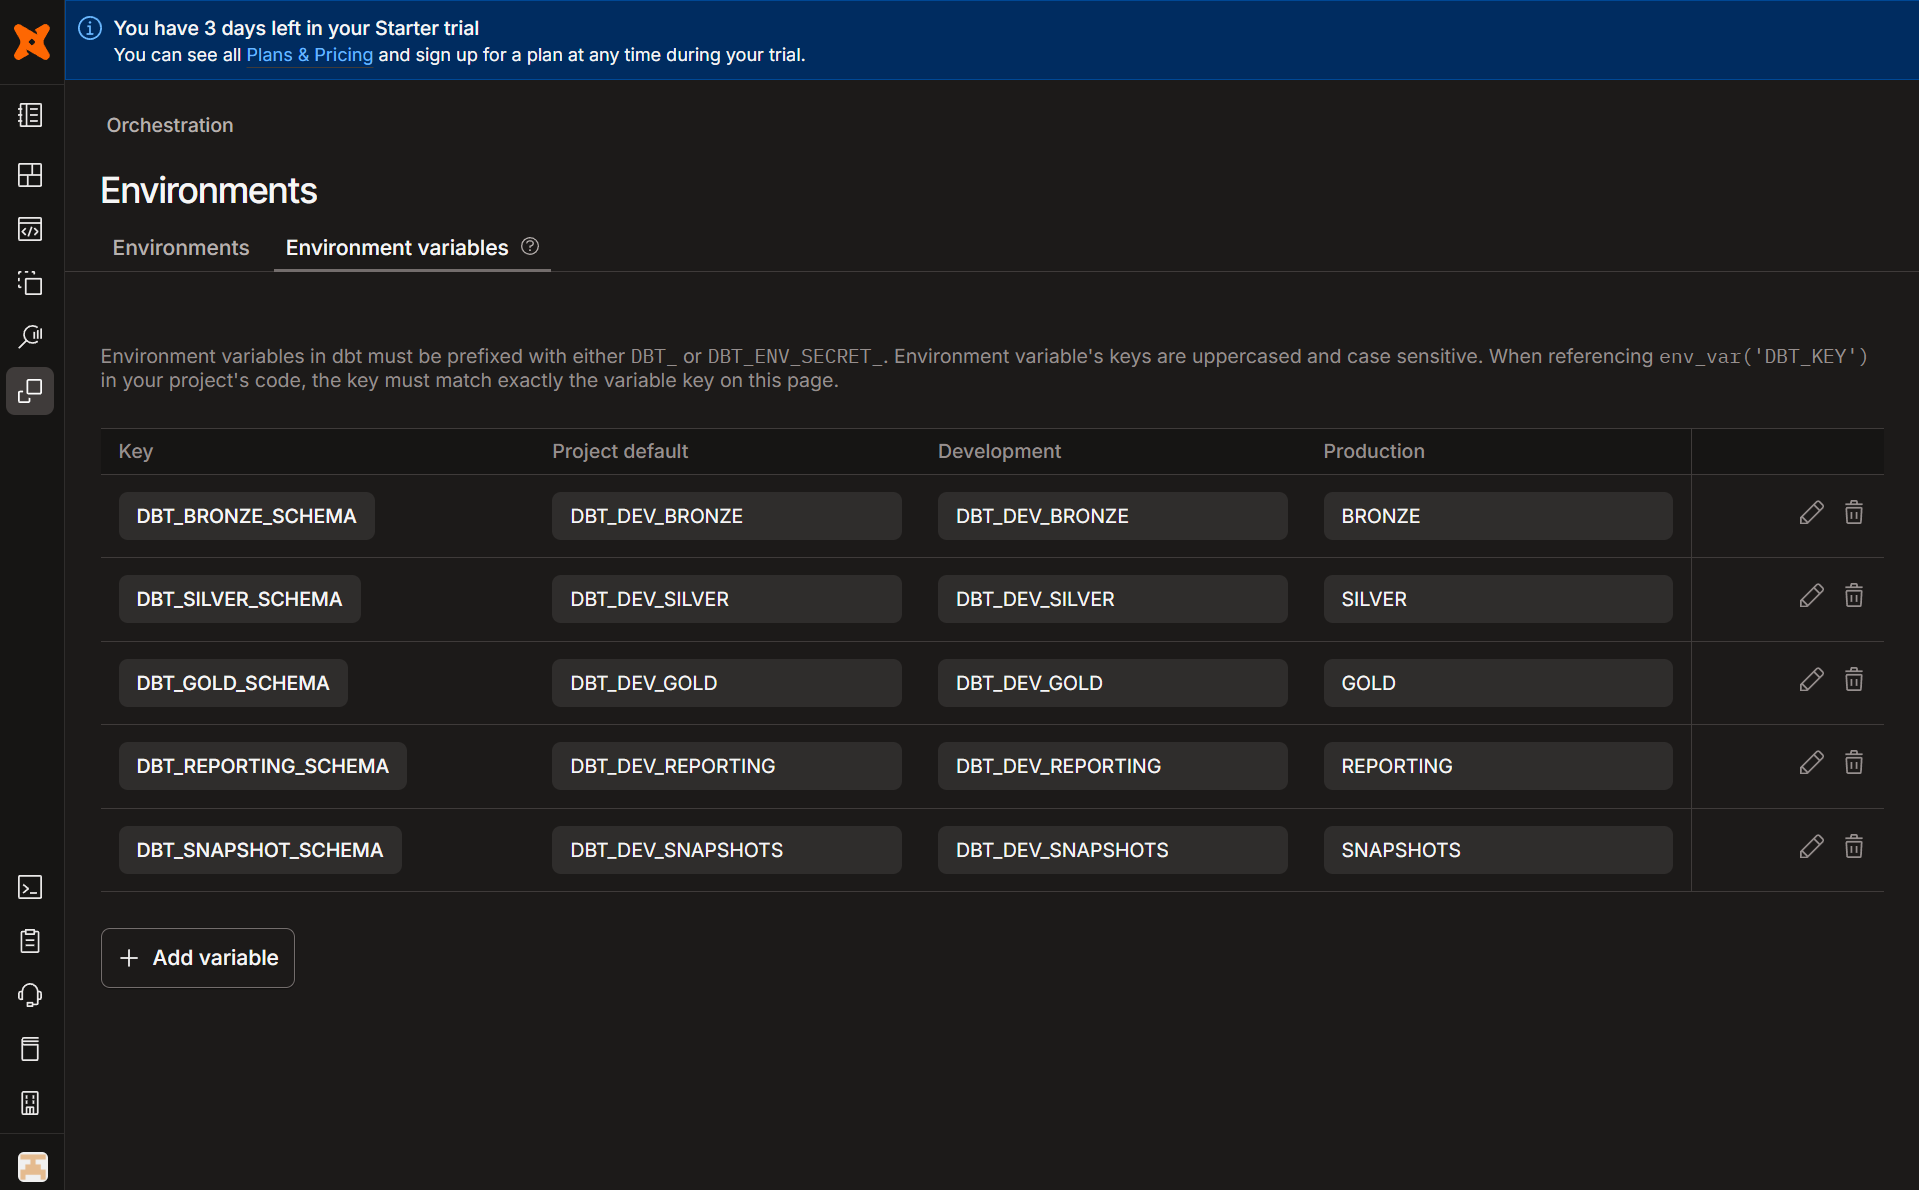 You have 3 days left in your Starter trial
You can see all Plans & Pricing and sign up for a plan at any time during your trial.
Orchestration
Environments
Environments Environment variables
Environment variables in dbt must be prefixed with either DBT_ or DBT_ENV_SECRET_. Environment variable's keys are uppercased and case sensitive. When referencing env_var('DBT_KEY')
in your project's code, the key must match exactly the variable key on this page.
Key Project default Development Production
DBT_BRONZE_SCHEMA DBT_DEV_BRONZE DBT_DEV_BRONZE BRONZE
DBT_SILVER_SCHEMA DBT_DEV_SILVER DBT_DEV_SILVER SILVER
DBT_GOLD_SCHEMA DBT_DEV_GOLD DBT_DEV_GOLD GOLD
DBT_REPORTING_SCHEMA DBT_DEV_REPORTING DBT_DEV_REPORTING REPORTING
DBT_SNAPSHOT_SCHEMA DBT_DEV_SNAPSHOTS DBT_DEV_SNAPSHOTS SNAPSHOTS
Add variable